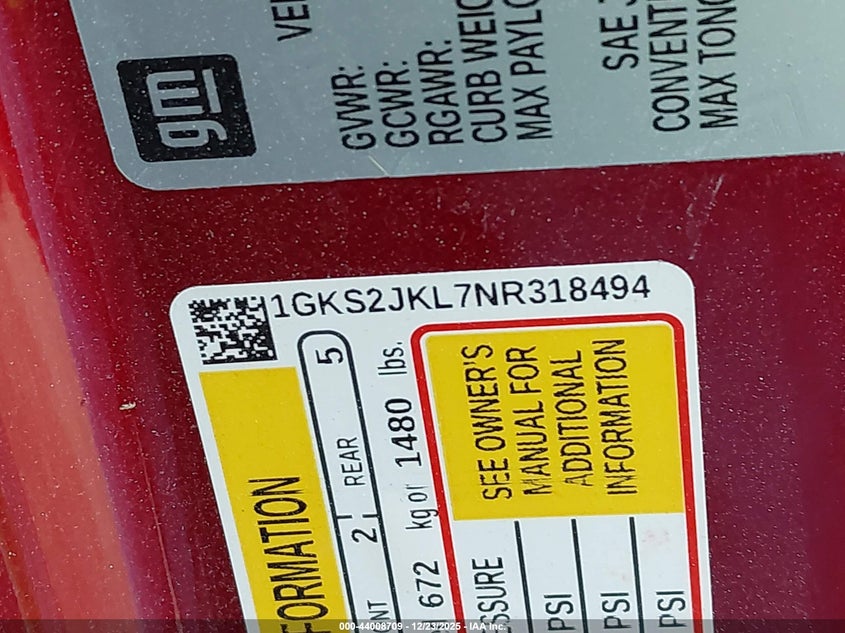 gm
VE
GVWR:
GCWR:
RGAWR:
CURB WEIG
MAX PAYLO
SAE J
CONVENTI
MAX TONG
1GKS2JKL7NR318494
FORMATION
NT 2 REAR 5
672 kg or 1480 lbs.
SSURE
SEE OWNER'S
MANUAL FOR
ADDITIONAL
INFORMATION
PSI
PSI
PSI
000-44008709 - 12/23/2025 - IAA Inc.